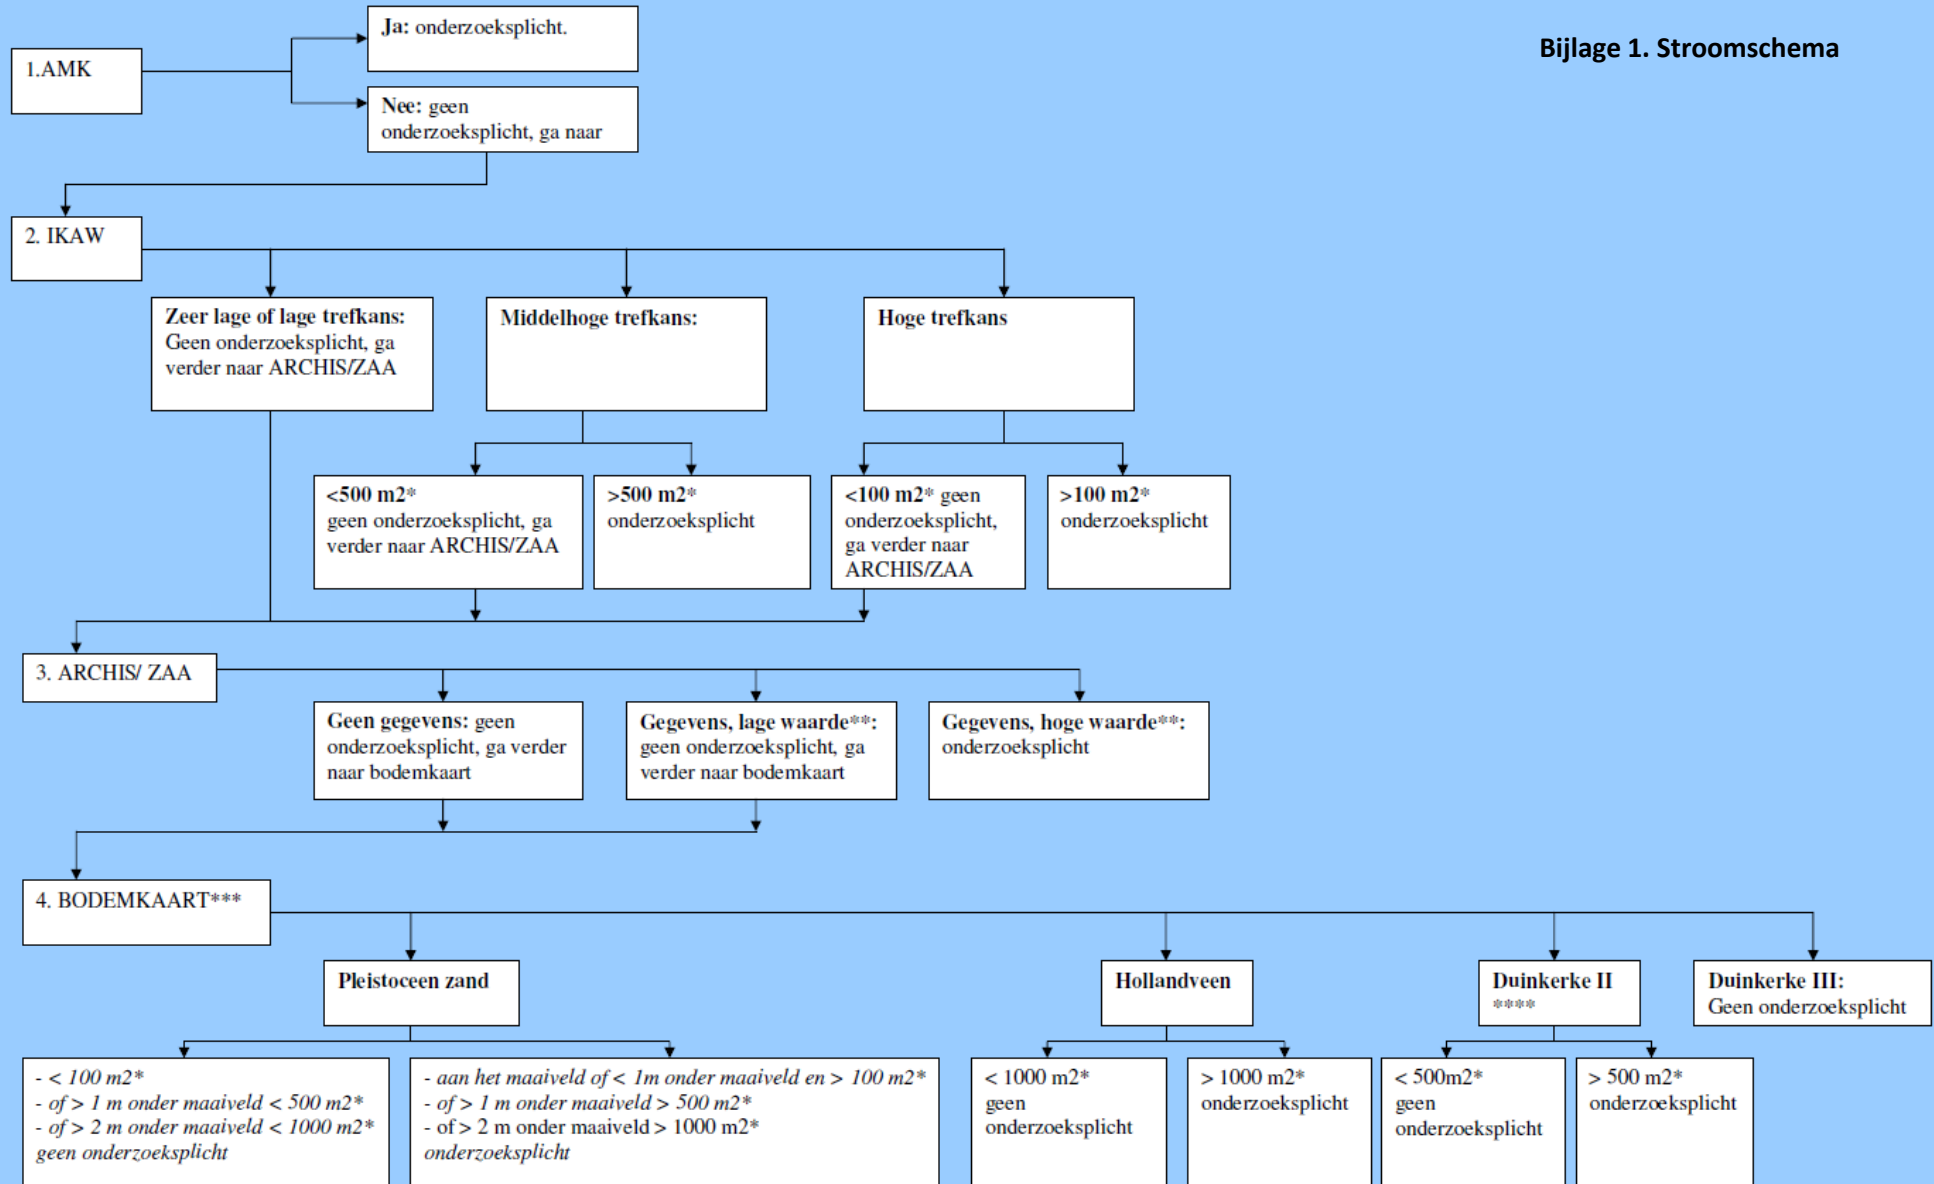 Bijlage 1. Stroomschema
1.AMK
Ja: onderzoeksplicht.
Nee: geen
onderzoeksplicht, ga naar
2. IKAW
Zeer lage of lage trefkans:
Geen onderzoeksplicht, ga
verder naar ARCHIS/ZAA
Middelhoge trefkans:
Hoge trefkans
<500 m2*
geen onderzoeksplicht, ga
verder naar ARCHIS/ZAA
>500 m2*
onderzoeksplicht
<100 m2* geen
onderzoeksplicht,
ga verder naar
ARCHIS/ZAA
>100 m2*
onderzoeksplicht
3. ARCHIS/ ZAA
Geen gegevens: geen
onderzoeksplicht, ga verder
naar bodemkaart
Gegevens, lage waarde**:
geen onderzoeksplicht, ga
verder naar bodemkaart
Gegevens, hoge waarde**:
onderzoeksplicht
4. BODEMKAART***
Pleistoceen zand
Hollandveen
Duinkerke II
****
Duinkerke III:
Geen onderzoeksplicht
- < 100 m2*
- of > 1 m onder maaiveld < 500 m2*
- of > 2 m onder maaiveld < 1000 m2*
geen onderzoeksplicht
- aan het maaiveld of < 1m onder maaiveld en > 100 m2*
- of > 1 m onder maaiveld > 500 m2*
- of > 2 m onder maaiveld > 1000 m2*
onderzoeksplicht
< 1000 m2*
geen
onderzoeksplicht
> 1000 m2*
onderzoeksplicht
< 500m2*
geen
onderzoeksplicht
> 500 m2*
onderzoeksplicht